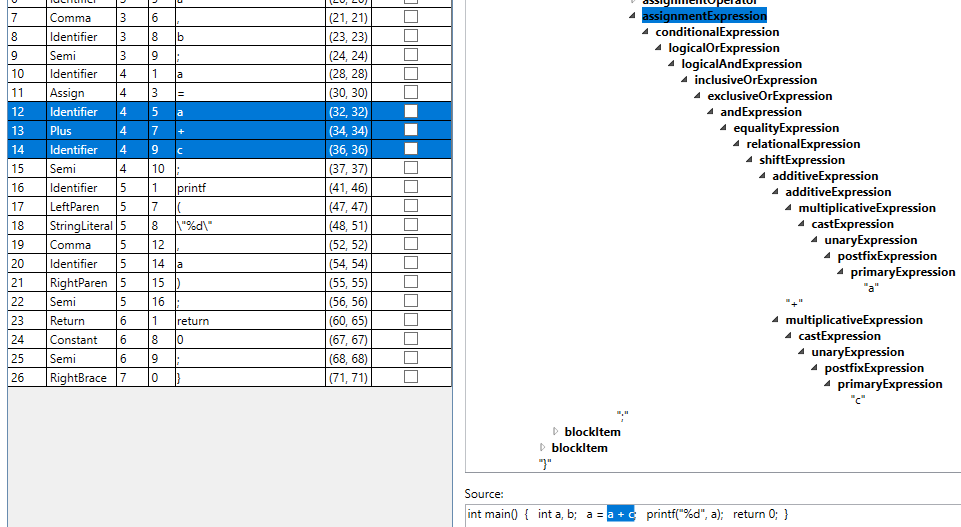 6 Identifier 3 5 a (20, 20)
7 Comma 3 6 , (21, 21)
8 Identifier 3 8 b (23, 23)
9 Semi 3 9 ; (24, 24)
10 Identifier 4 1 a (28, 28)
11 Assign 4 3 = (30, 30)
12 Identifier 4 5 a (32, 32)
13 Plus 4 7 + (34, 34)
14 Identifier 4 9 c (36, 36)
15 Semi 4 10 ; (37, 37)
16 Identifier 5 1 printf (41, 46)
17 LeftParen 5 7 ( (47, 47)
18 StringLiteral 5 8 \"%d\" (48, 51)
19 Comma 5 12 , (52, 52)
20 Identifier 5 14 a (54, 54)
21 RightParen 5 15 ) (55, 55)
22 Semi 5 16 ; (56, 56)
23 Return 6 1 return (60, 65)
24 Constant 6 8 0 (67, 67)
25 Semi 6 9 ; (68, 68)
26 RightBrace 7 0 } (71, 71)
assignmentOperator
assignmentExpression
conditionalExpression
logicalOrExpression
logicalAndExpression
inclusiveOrExpression
exclusiveOrExpression
andExpression
equalityExpression
relationalExpression
shiftExpression
additiveExpression
additiveExpression
multiplicativeExpression
castExpression
unaryExpression
postfixExpression
primaryExpression
"a"
"+"
multiplicativeExpression
castExpression
unaryExpression
postfixExpression
primaryExpression
"c"
";"
blockItem
blockItem
"}"
Source:
int main() { int a, b; a = a + c; printf("%d", a); return 0; }